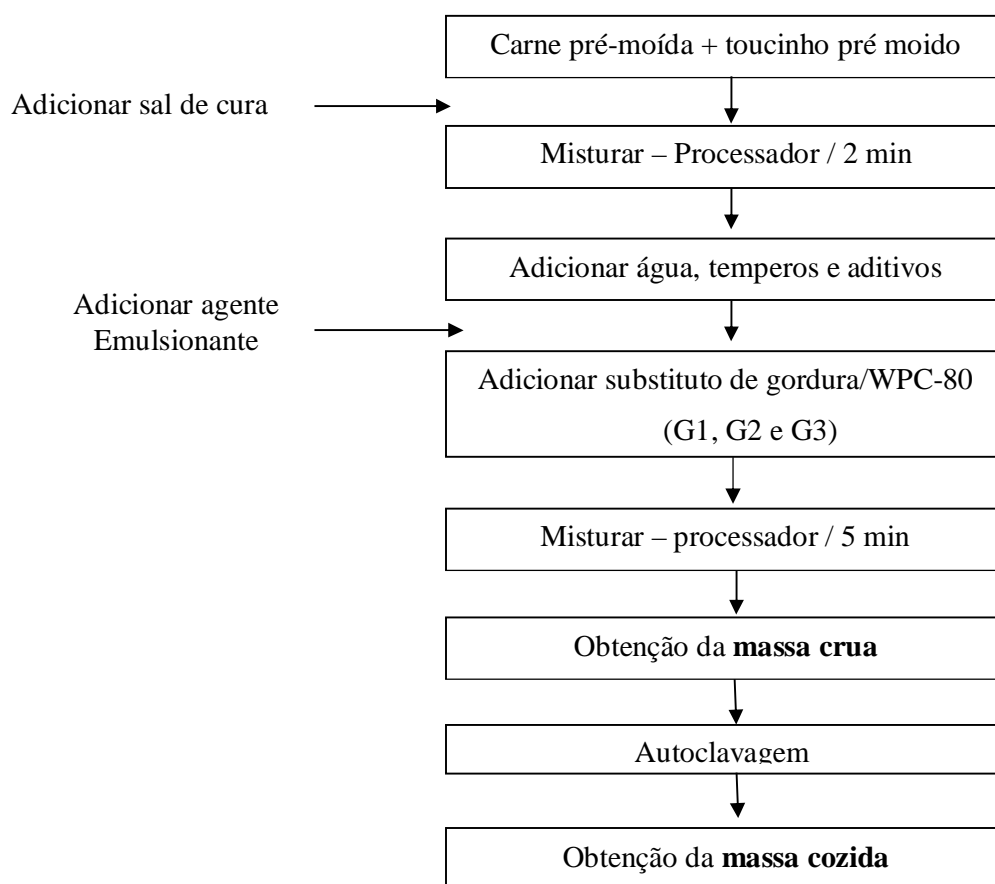 Carne pré-moída + toucinho pré moido
Adicionar sal de cura
Misturar – Processador / 2 min
Adicionar água, temperos e aditivos
Adicionar agente
Emulsionante
Adicionar substituto de gordura/WPC-80
(G1, G2 e G3)
Misturar – processador / 5 min
Obtenção da massa crua
Autoclavagem
Obtenção da massa cozida